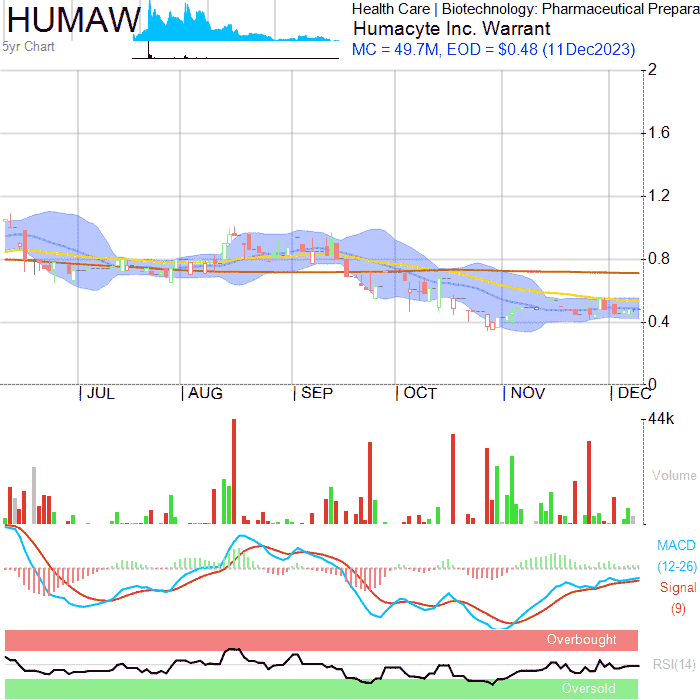 HUMAW
5yr Chart
Health Care | Biotechnology: Pharmaceutical Prepara
Humacyte Inc. Warrant
MC = 49.7M, EOD = $0.48 (11Dec2023)
2
1.6
1.2
0.8
0.4
0
JUL
AUG
SEP
OCT
NOV
DEC
44k
Volume
MACD
(12-26)
Signal
(9)
Overbought
RSI(14)
Oversold